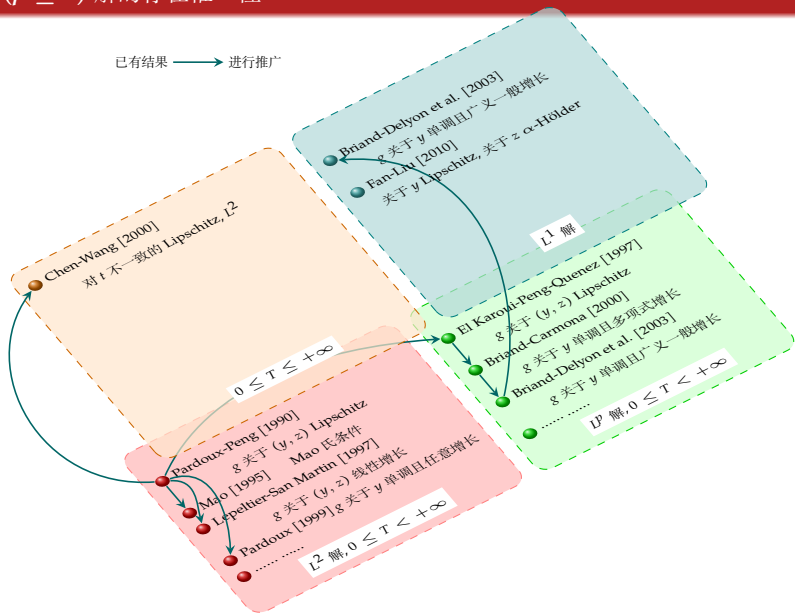 已有结果 进行推广
Briand-Delyon et al. [2003]
g 关于 y 单调且广义一般增长
Fan-Liu [2010]
关于 y Lipschitz, 关于 z α-Hölder
L¹ 解
Chen-Wang [2000]
对 t 不一致的 Lipschitz, L²
0 ≤ T ≤ +∞
El Karoui-Peng-Quenez [1997]
g 关于 (y, z) Lipschitz
Briand-Carmona [2000]
g 关于 y 单调且多项式增长
Briand-Delyon et al. [2003]
g 关于 y 单调且广义一般增长
... ...
Lᵖ 解, 0 ≤ T < +∞
Pardoux-Peng [1990]
g 关于 (y, z) Lipschitz
Mao [1995] Mao 氏条件
Lepeltier-San Martin [1997]
g 关于 (y, z) 线性增长
Pardoux [1999] g 关于 y 单调且任意增长
... ...
L² 解, 0 ≤ T < +∞